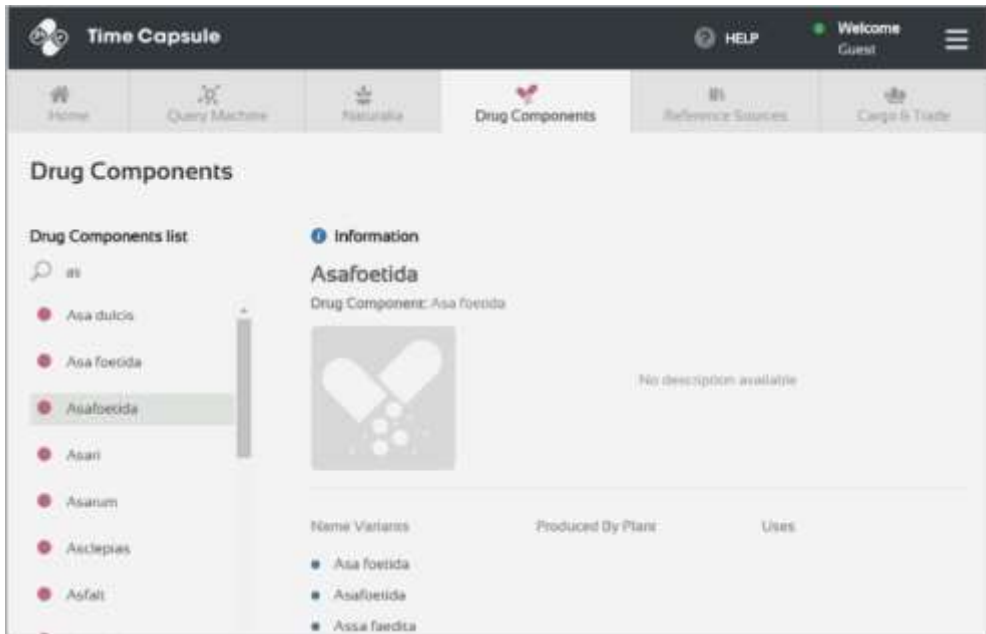 Time Capsule
HELP
Welcome
Guest
Home
Query Machine
Naturalia
Drug Components
Reference Sources
Cargo & Trade
Drug Components
Drug Components list
as
Asa dulcis
Asa foetida
Asafoetida
Asari
Asarum
Asclepias
Asfalt
Information
Asafoetida
Drug Component: Asa foetida
No description available
Name Variants
Produced By Plant
Uses
Asa foetida
Asafoetida
Assa faedita